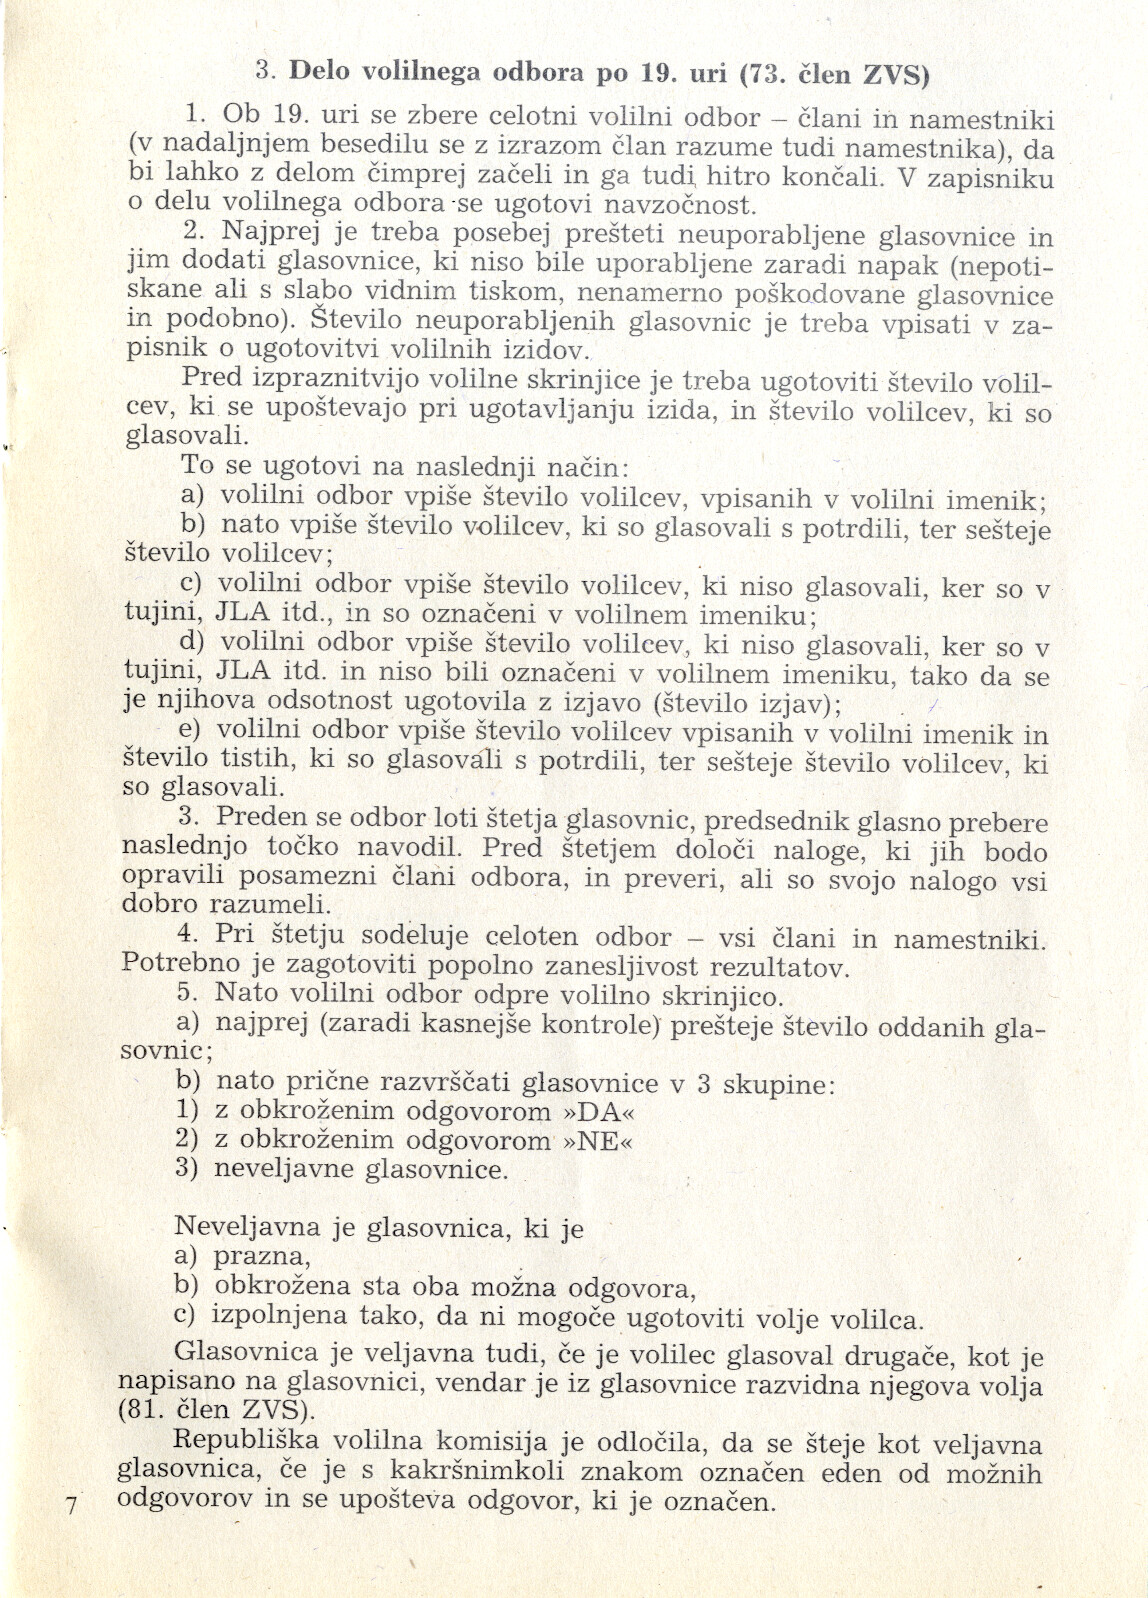 3. Delo volilnega odbora po 19. uri (73. člen ZVS)
1. Ob 19. uri se zbere celotni volilni odbor – člani in namestniki
(v nadaljnjem besedilu se z izrazom član razume tudi namestnika), da
bi lahko z delom čimprej začeli in ga tudi hitro končali. V zapisniku
o delu volilnega odbora se ugotovi navzočnost.
2. Najprej je treba posebej prešteti neuporabljene glasovnice in
jim dodati glasovnice, ki niso bile uporabljene zaradi napak (nepoti-
skane ali s slabo vidnim tiskom, nenamerno poškodovane glasovnice
in podobno). Število neuporabljenih glasovnic je treba vpisati v za-
pisnik o ugotovitvi volilnih izidov.
Pred izpraznitvijo volilne skrinjice je treba ugotoviti število volil-
cev, ki se upoštevajo pri ugotavljanju izida, in število volilcev, ki so
glasovali.
To se ugotovi na naslednji način:
a) volilni odbor vpiše število volilcev, vpisanih v volilni imenik;
b) nato vpiše število volilcev, ki so glasovali s potrdili, ter sešteje
število volilcev;
c) volilni odbor vpiše število volilcev, ki niso glasovali, ker so v
tujini, JLA itd., in so označeni v volilnem imeniku;
d) volilni odbor vpiše število volilcev, ki niso glasovali, ker so v
tujini, JLA itd. in niso bili označeni v volilnem imeniku, tako da se
je njihova odsotnost ugotovila z izjavo (število izjav);
e) volilni odbor vpiše število volilcev vpisanih v volilni imenik in
število tistih, ki so glasovali s potrdili, ter sešteje število volilcev, ki
so glasovali.
3. Preden se odbor loti štetja glasovnic, predsednik glasno prebere
naslednjo točko navodil. Pred štetjem določi naloge, ki jih bodo
opravili posamezni člani odbora, in preveri, ali so svojo nalogo vsi
dobro razumeli.
4. Pri štetju sodeluje celoten odbor – vsi člani in namestniki.
Potrebno je zagotoviti popolno zanesljivost rezultatov.
5. Nato volilni odbor odpre volilno skrinjico.
a) najprej (zaradi kasnejše kontrole) prešteje število oddanih gla-
sovnic;
b) nato prične razvrščati glasovnice v 3 skupine:
1) z obkroženim odgovorom »DA«
2) z obkroženim odgovorom »NE«
3) neveljavne glasovnice.
Neveljavna je glasovnica, ki je
a) prazna,
b) obkrožena sta oba možna odgovora,
c) izpolnjena tako, da ni mogoče ugotoviti volje volilca.
Glasovnica je veljavna tudi, če je volilec glasoval drugače, kot je
napisano na glasovnici, vendar je iz glasovnice razvidna njegova volja
(81. člen ZVS).
Republiška volilna komisija je odločila, da se šteje kot veljavna
glasovnica, če je s kakršnimkoli znakom označen eden od možnih
odgovorov in se upošteva odgovor, ki je označen.
7